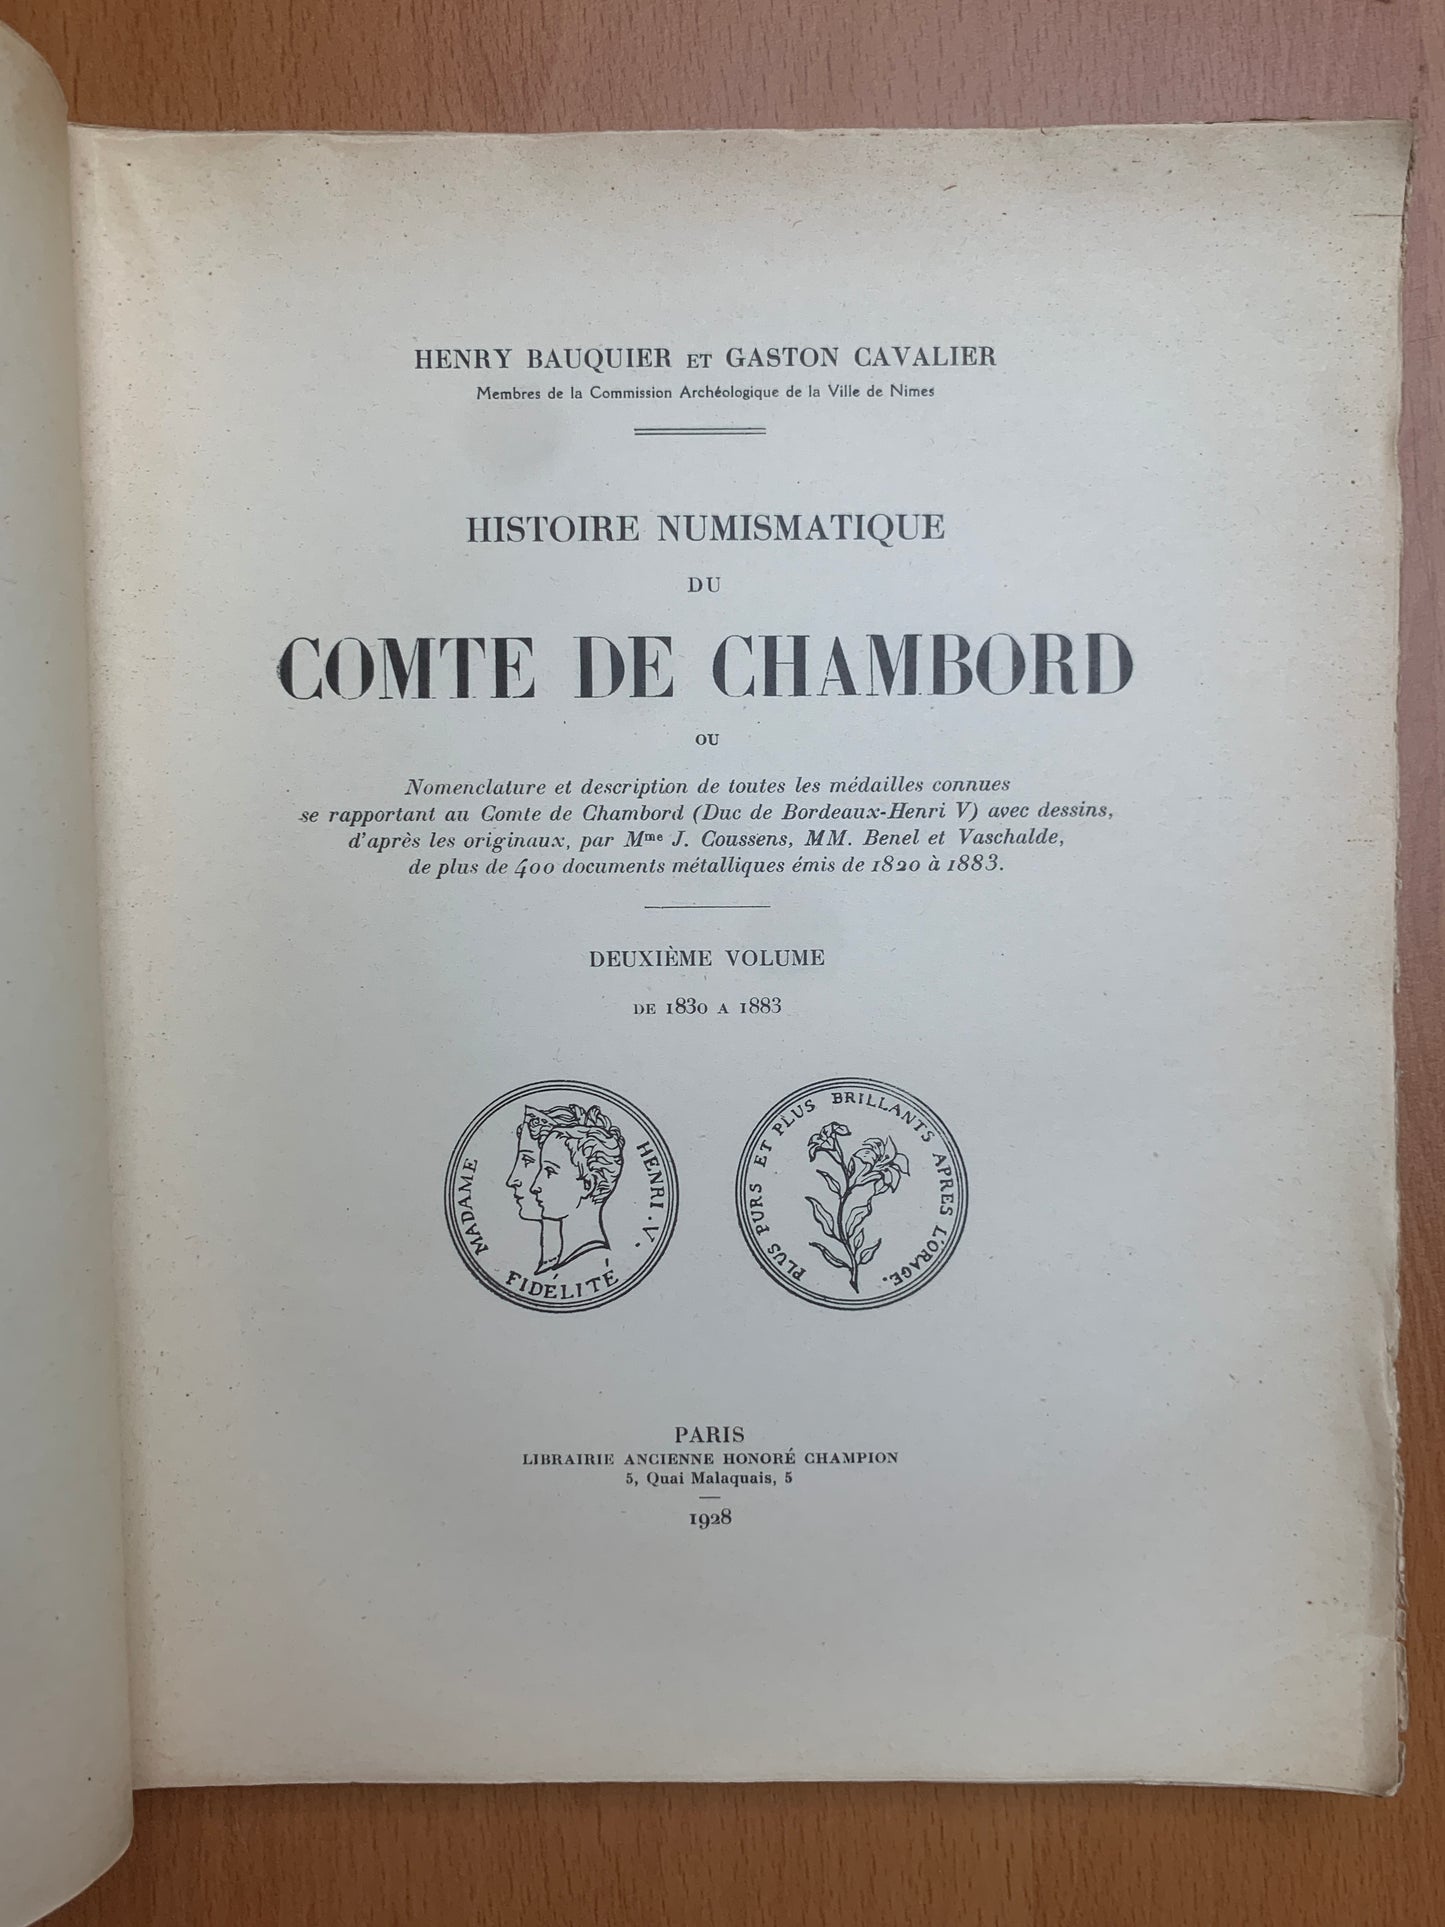 HENRY BAUQUIER ET GASTON CAVALIER
Membres de la Commission Archéologique de la Ville de Nimes
HISTOIRE NUMISMATIQUE
DU
COMTE DE CHAMBORD
OU
Nomenclature et description de toutes les médailles connues
se rapportant au Comte de Chambord (Duc de Bordeaux-Henri V) avec dessins,
d'après les originaux, par Mme J. Coussens, MM. Benel et Vaschalde,
de plus de 400 documents métalliques émis de 1820 à 1883.
DEUXIÈME VOLUME
DE 1830 A 1883
MADAME
HENRI . V .
FIDÉLITÉ
PLUS PURS ET PLUS BRILLANTS APRES L'ORAGE.
PARIS
LIBRAIRIE ANCIENNE HONORÉ CHAMPION
5, Quai Malaquais, 5
1928